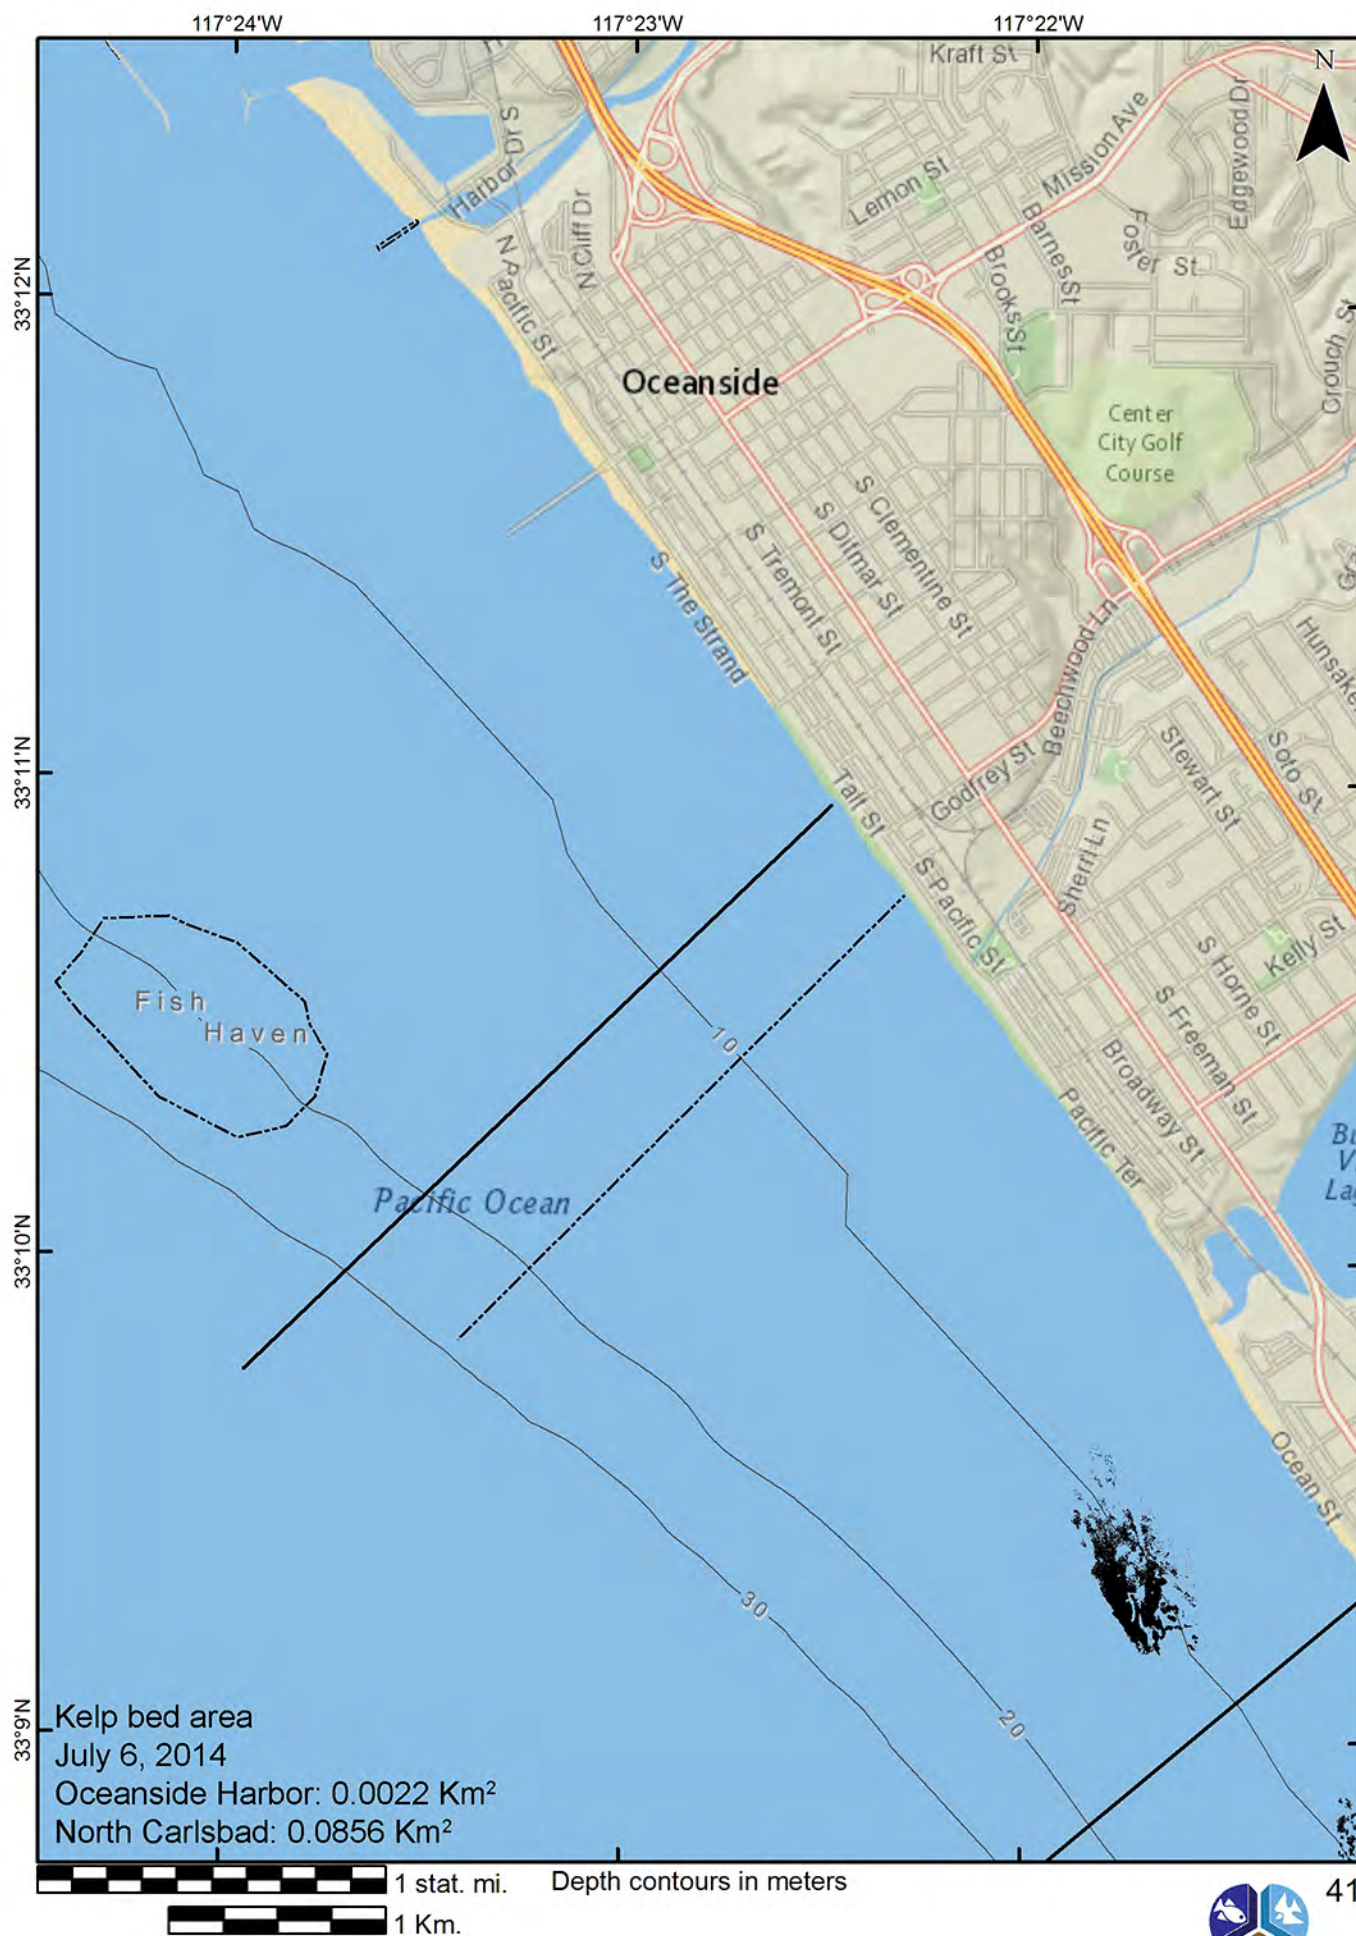 117°24'W
117°23'W
117°22'W
N
Kraft St
Mission Ave
Edgewood Dr
Harbor Dr S
Lemon St
Barnes St
Foster St
N Cliff Dr
N Pacific St
Brooks St
Crouch St
33°12'N
Oceanside
Center
City Golf
Course
S Clementine St
S Ditmar St
S Tremont St
S The Strand
Beechwood Ln
Hunsake
Stewart St
Soto St
33°11'N
Tait St
Godfrey St
Sherri Ln
S Pacific St
Kelly St
S Horne St
S Freeman St
Fish
Haven
10
Broadway St
Pacific Ter
Pacific Ocean
33°10'N
Ocean St
30
20
33°9'N
Kelp bed area
July 6, 2014
Oceanside Harbor: 0.0022 Km²
North Carlsbad: 0.0856 Km²
1 stat. mi.
Depth contours in meters
41
1 Km.